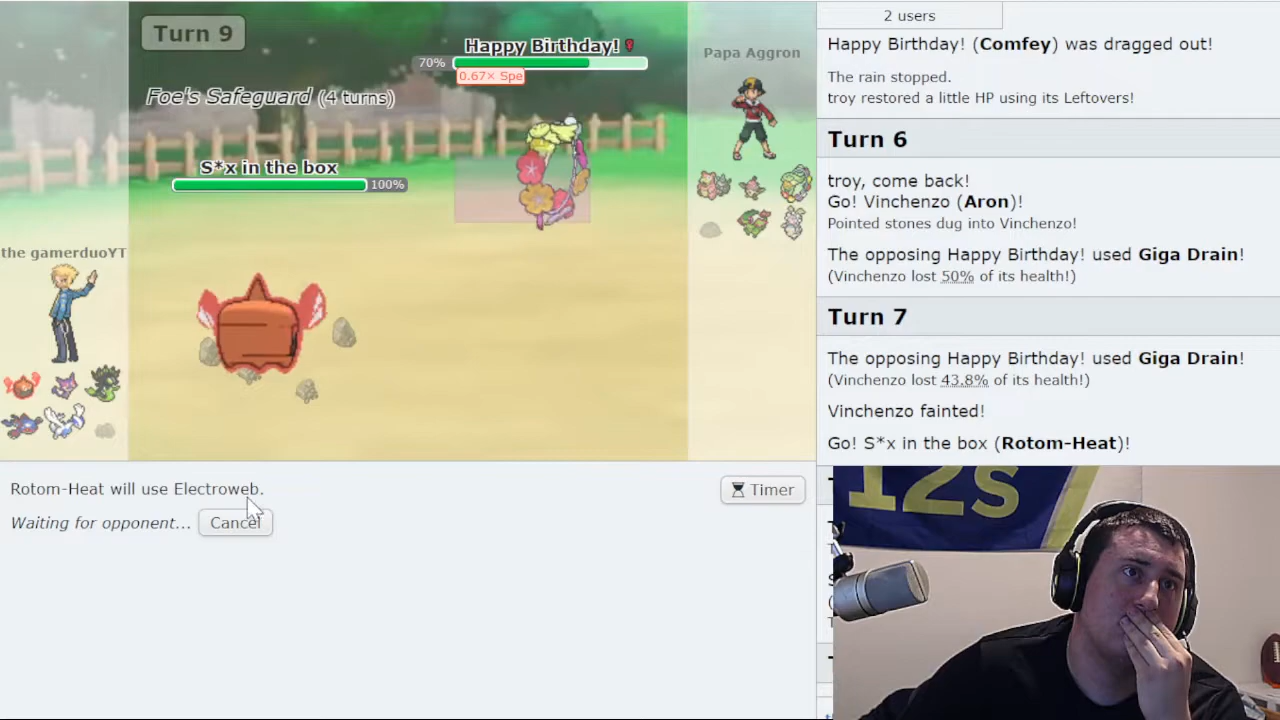 Turn 9
Happy Birthday!
70%
0.67× Spe
Foe's Safeguard (4 turns)
S*x in the box
100%
the gamerduoYT
Papa Aggron
Rotom-Heat will use Electroweb.
Waiting for opponent... Cancel
Timer
2 users
Happy Birthday! (Comfey) was dragged out!
The rain stopped.
troy restored a little HP using its Leftovers!
Turn 6
troy, come back!
Go! Vinchenzo (Aron)!
Pointed stones dug into Vinchenzo!
The opposing Happy Birthday! used Giga Drain!
(Vinchenzo lost 50% of its health!)
Turn 7
The opposing Happy Birthday! used Giga Drain!
(Vinchenzo lost 43.8% of its health!)
Vinchenzo fainted!
Go! S*x in the box (Rotom-Heat)!
12s